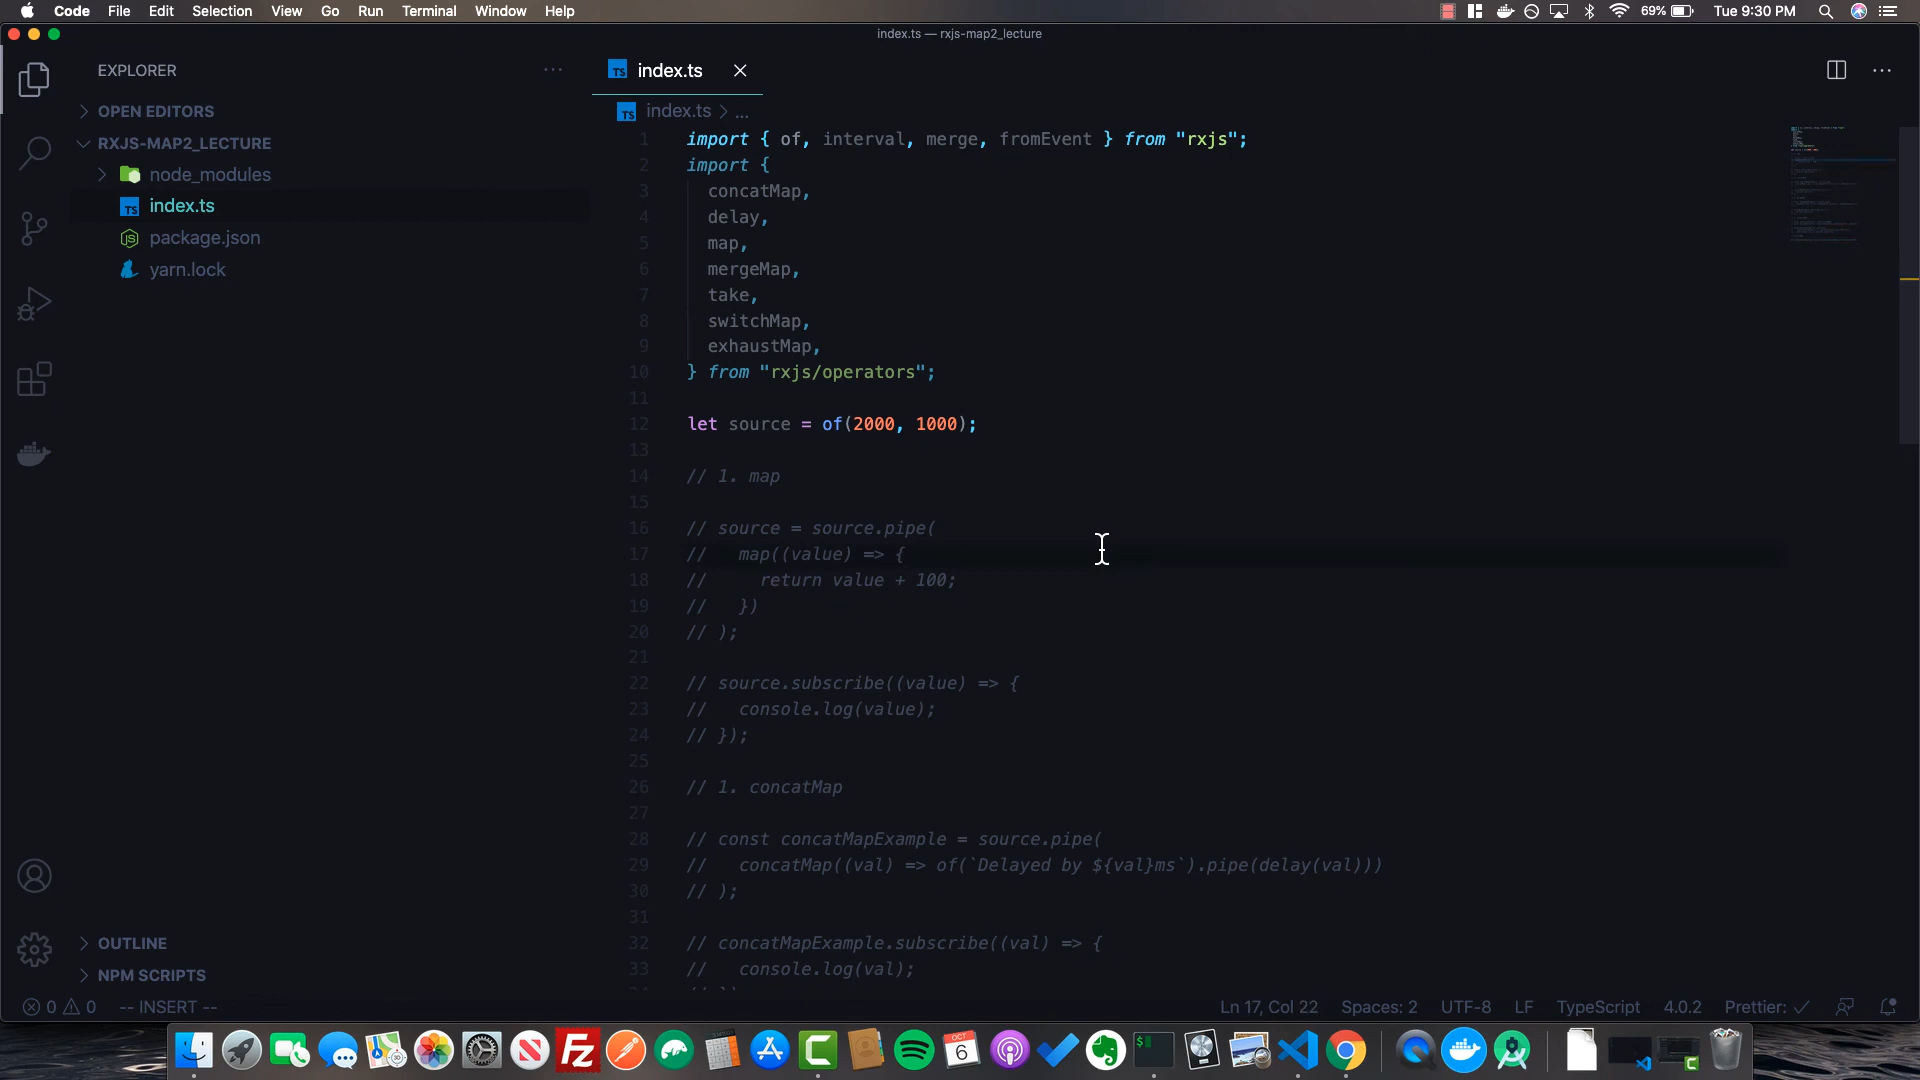 Code File Edit Selection View Go Run Terminal Window Help
69% Tue 9:30 PM
index.ts — rxjs-map2_lecture
EXPLORER
OPEN EDITORS
RXJS-MAP2_LECTURE
node_modules
TS index.ts
package.json
yarn.lock
OUTLINE
NPM SCRIPTS
TS index.ts
TS index.ts > ...
1 import { of, interval, merge, fromEvent } from "rxjs";
2 import {
3 concatMap,
4 delay,
5 map,
6 mergeMap,
7 take,
8 switchMap,
9 exhaustMap,
10 } from "rxjs/operators";
11
12 let source = of(2000, 1000);
13
14 // 1. map
15
16 // source = source.pipe(
17 //   map((value) => {
18 //     return value + 100;
19 //   })
20 // );
21
22 // source.subscribe((value) => {
23 //   console.log(value);
24 // });
25
26 // 1. concatMap
27
28 // const concatMapExample = source.pipe(
29 //   concatMap((val) => of(`Delayed by ${val}ms`).pipe(delay(val)))
30 // );
31
32 // concatMapExample.subscribe((val) => {
33 //   console.log(val);
0 0 -- INSERT --
Ln 17, Col 22 Spaces: 2 UTF-8 LF TypeScript 4.0.2 Prettier: ✓
FZ
OCT
6